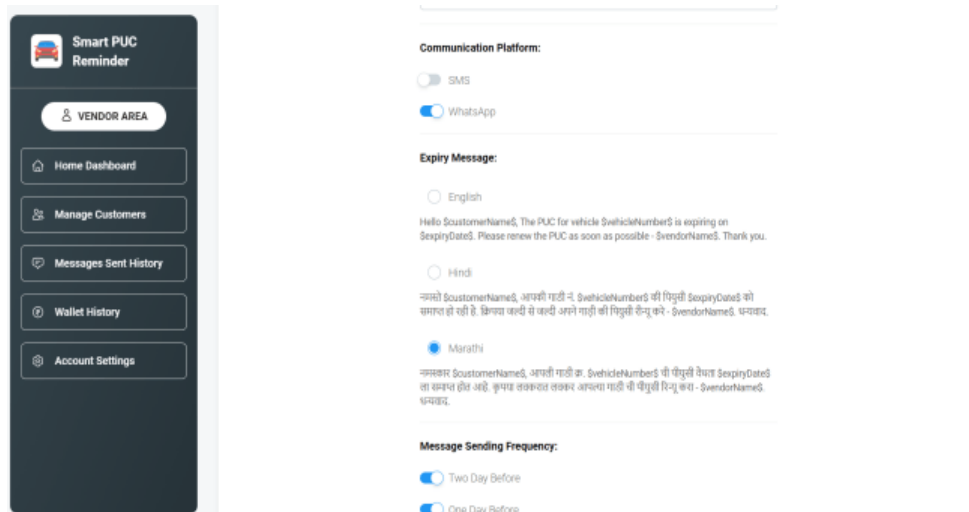 Smart PUC
Reminder
VENDOR AREA
Home Dashboard
Manage Customers
Messages Sent History
Wallet History
Account Settings
Communication Platform:
SMS
WhatsApp
Expiry Message:
English
Hello $customerName$, The PUC for vehicle $vehicleNumber$ is expiring on
$expiryDate$. Please renew the PUC as soon as possible - $vendorName$. Thank you.
Hindi
नमस्ते $customerName$, आपकी गाडी नं. $vehicleNumber$ की पियुसी $expiryDate$ को
समाप्त हो रही है. क्रिपया जल्दी से जल्दी अपने गाड़ी की पियुसी रीन्यू करे - $vendorName$. धन्यवाद.
Marathi
नमस्कार $customerName$, आपली गाडी क्र. $vehicleNumber$ ची पीयुसी वैधता $expiryDate$
ला समाप्त होत आहे. कृपया लवकरात लवकर आपल्या गाडी ची पीयुसी रिन्यू करा - $vendorName$.
धन्यवाद.
Message Sending Frequency:
Two Day Before
One Day Before